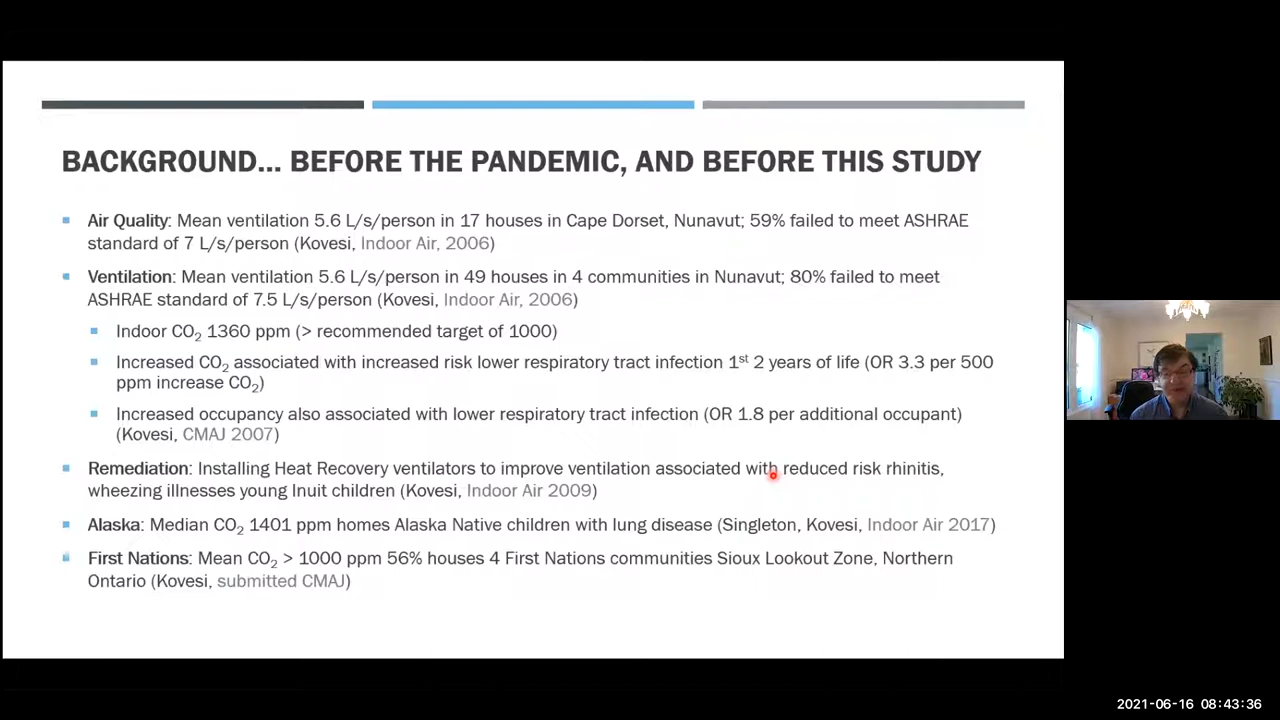 BACKGROUND... BEFORE THE PANDEMIC, AND BEFORE THIS STUDY
Air Quality: Mean ventilation 5.6 L/s/person in 17 houses in Cape Dorset, Nunavut; 59% failed to meet ASHRAE
standard of 7 L/s/person (Kovesi, Indoor Air, 2006)
Ventilation: Mean ventilation 5.6 L/s/person in 49 houses in 4 communities in Nunavut; 80% failed to meet
ASHRAE standard of 7.5 L/s/person (Kovesi, Indoor Air, 2006)
Indoor CO₂ 1360 ppm (> recommended target of 1000)
Increased CO₂ associated with increased risk lower respiratory tract infection 1st 2 years of life (OR 3.3 per 500
ppm increase CO₂)
Increased occupancy also associated with lower respiratory tract infection (OR 1.8 per additional occupant)
(Kovesi, CMAJ 2007)
Remediation: Installing Heat Recovery ventilators to improve ventilation associated with reduced risk rhinitis,
wheezing illnesses young Inuit children (Kovesi, Indoor Air 2009)
Alaska: Median CO₂ 1401 ppm homes Alaska Native children with lung disease (Singleton, Kovesi, Indoor Air 2017)
First Nations: Mean CO₂ > 1000 ppm 56% houses 4 First Nations communities Sioux Lookout Zone, Northern
Ontario (Kovesi, submitted CMAJ)
2021-06-16 08:43:36